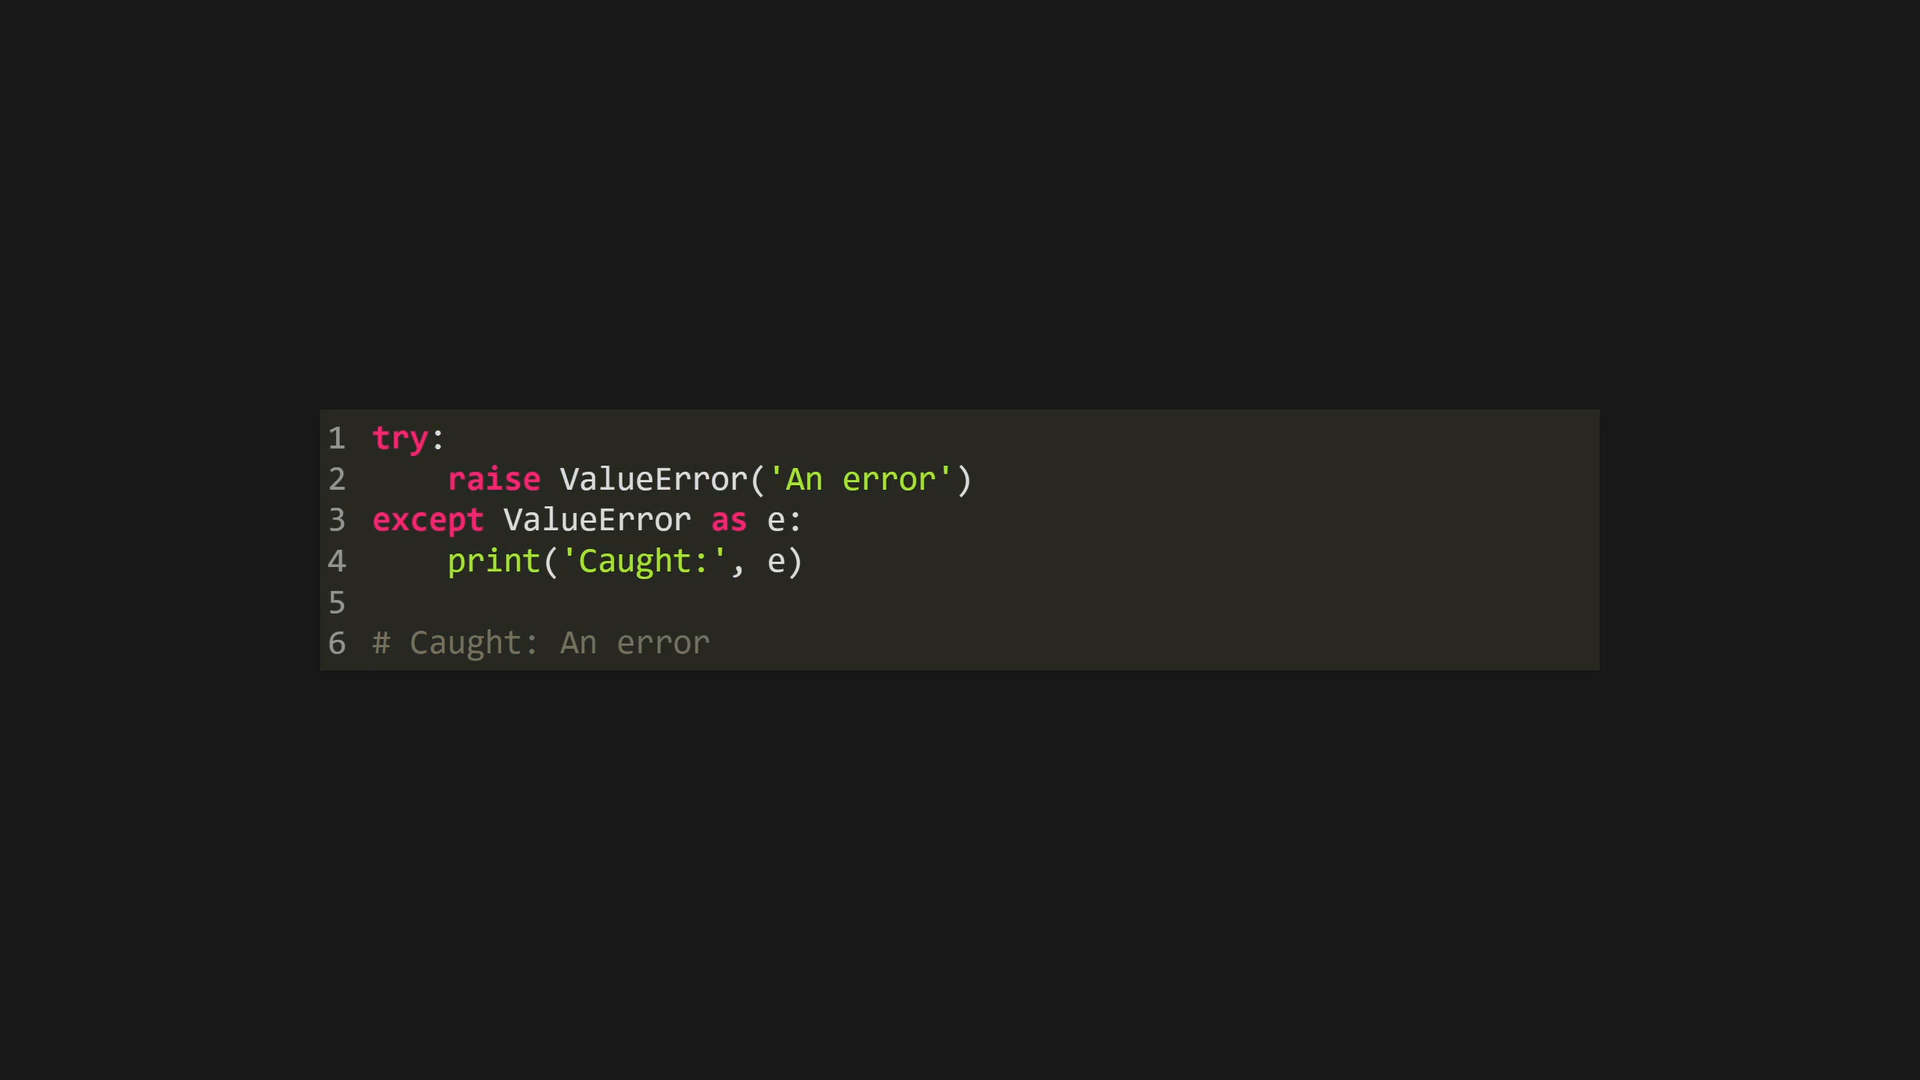 1 try:
2     raise ValueError('An error')
3 except ValueError as e:
4     print('Caught:', e)
5
6 # Caught: An error